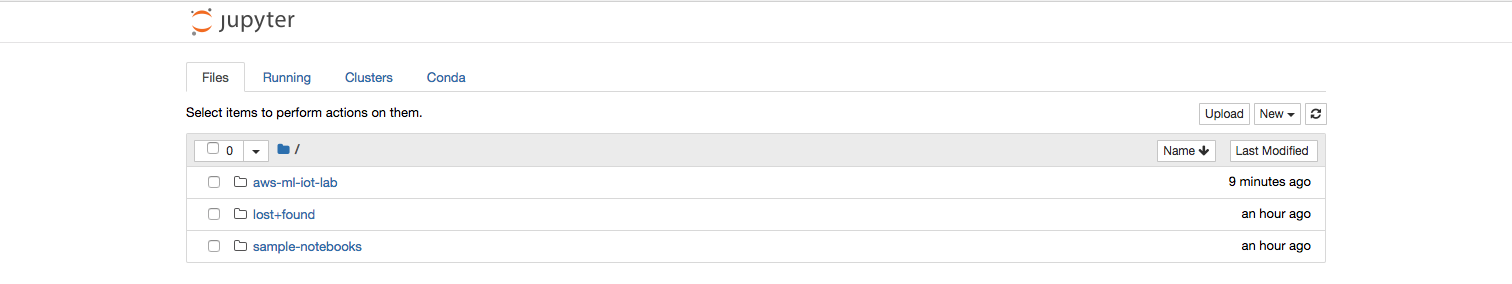 jupyter
Files Running Clusters Conda
Select items to perform actions on them. Upload New
0 / Name Last Modified
aws-ml-iot-lab 9 minutes ago
lost+found an hour ago
sample-notebooks an hour ago